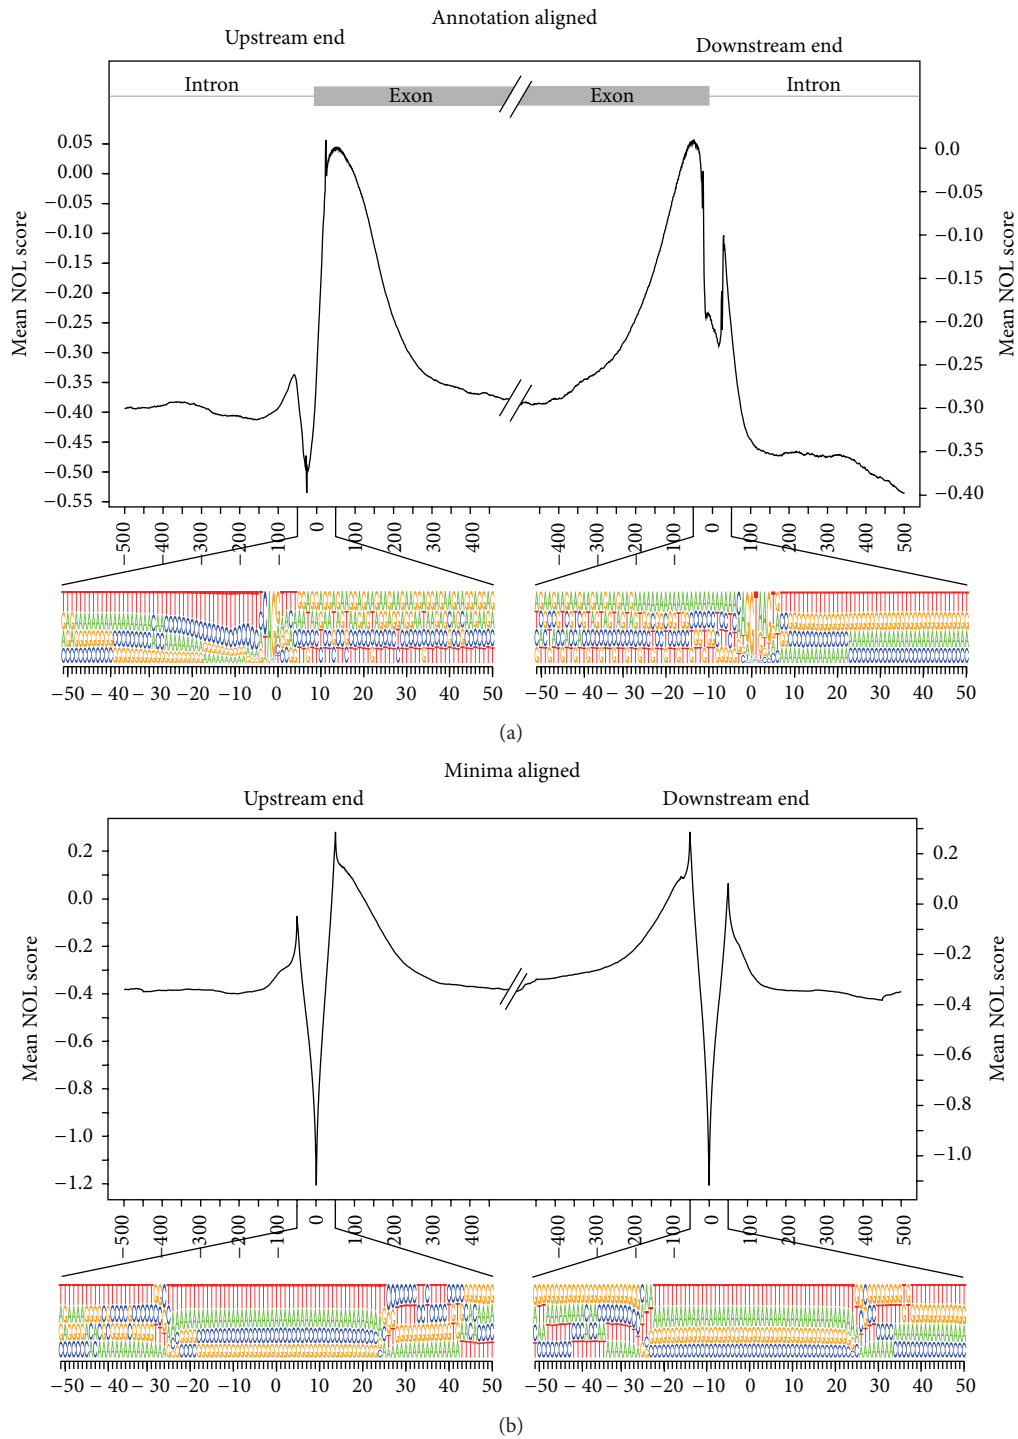 Annotation aligned
Upstream end
Downstream end
Intron
Exon
Exon
Intron
Mean NOL score
0.05
0.00
−0.05
−0.10
−0.15
−0.20
−0.25
−0.30
−0.35
−0.40
−0.45
−0.50
−0.55
0.0
−0.05
−0.10
−0.15
−0.20
−0.25
−0.30
−0.35
−0.40
Mean NOL score
−500 −400 −300 −200 −100 0 100 200 300 400
−400 −300 −200 −100 0 100 200 300 400 500
−50 −40 −30 −20 −10 0 10 20 30 40 50
−50 −40 −30 −20 −10 0 10 20 30 40 50
(a)
Minima aligned
Upstream end
Downstream end
Mean NOL score
0.2
0.0
−0.2
−0.4
−0.6
−0.8
−1.0
−1.2
0.2
0.0
−0.2
−0.4
−0.6
−0.8
−1.0
Mean NOL score
−500 −400 −300 −200 −100 0 100 200 300 400
−400 −300 −200 −100 0 100 200 300 400 500
−50 −40 −30 −20 −10 0 10 20 30 40 50
−50 −40 −30 −20 −10 0 10 20 30 40 50
(b)